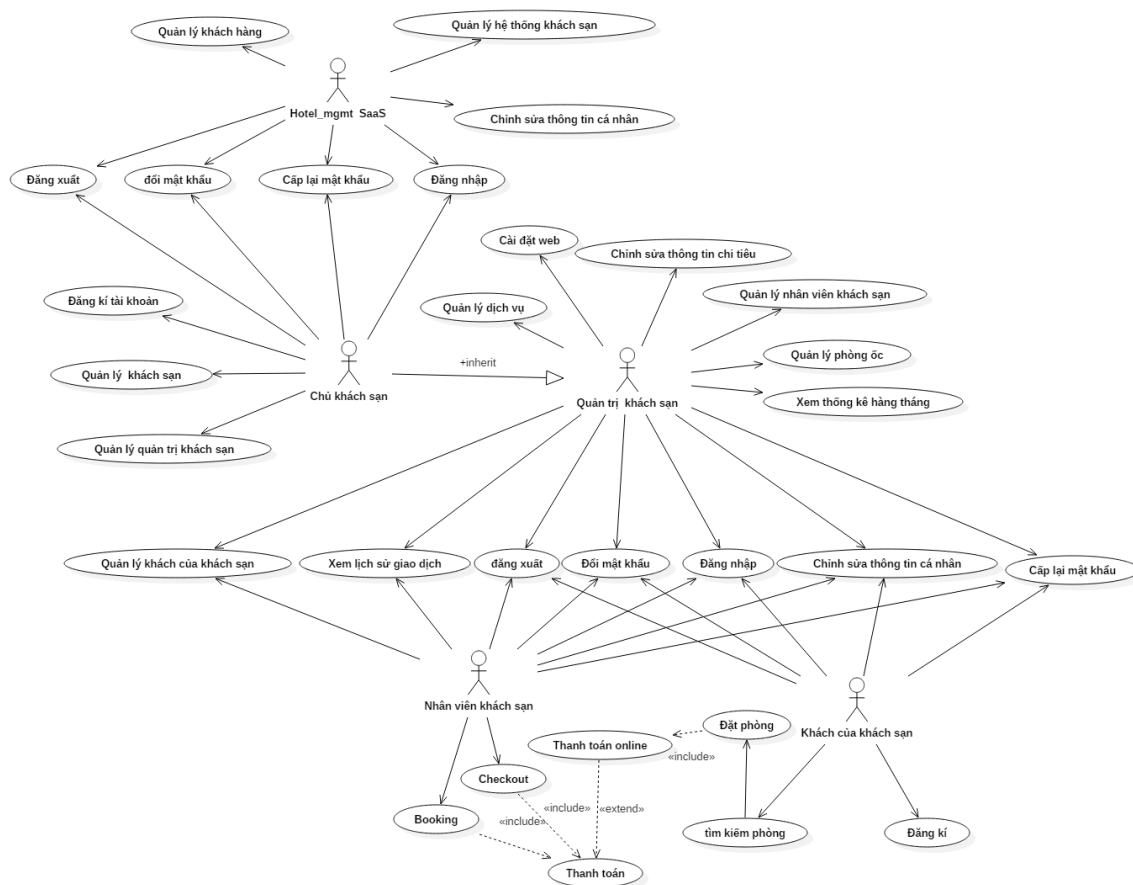 Quản lý hệ thống khách sạn
Quản lý khách hàng
Hotel_mgmt  SaaS
Chỉnh sửa thông tin cá nhân
Đăng xuất
đổi mật khẩu
Cấp lại mật khẩu
Đăng nhập
Cài đặt web
Chỉnh sửa thông tin chi tiêu
Quản lý nhân viên khách sạn
Đăng kí tài khoản
Quản lý dịch vụ
Quản lý phòng ốc
+inherit
Quản lý  khách sạn
Chủ khách sạn
Quản trị  khách sạn
Xem thống kê hàng tháng
Quản lý quản trị khách sạn
Quản lý khách của khách sạn
Xem lịch sử giao dịch
đăng xuất
Đổi mật khẩu
Đăng nhập
Chỉnh sửa thông tin cá nhân
Cấp lại mật khẩu
Nhân viên khách sạn
Khách của khách sạn
Đặt phòng
Thanh toán online
«include»
Checkout
«include»
«extend»
Booking
«include»
tìm kiếm phòng
Đăng kí
Thanh toán